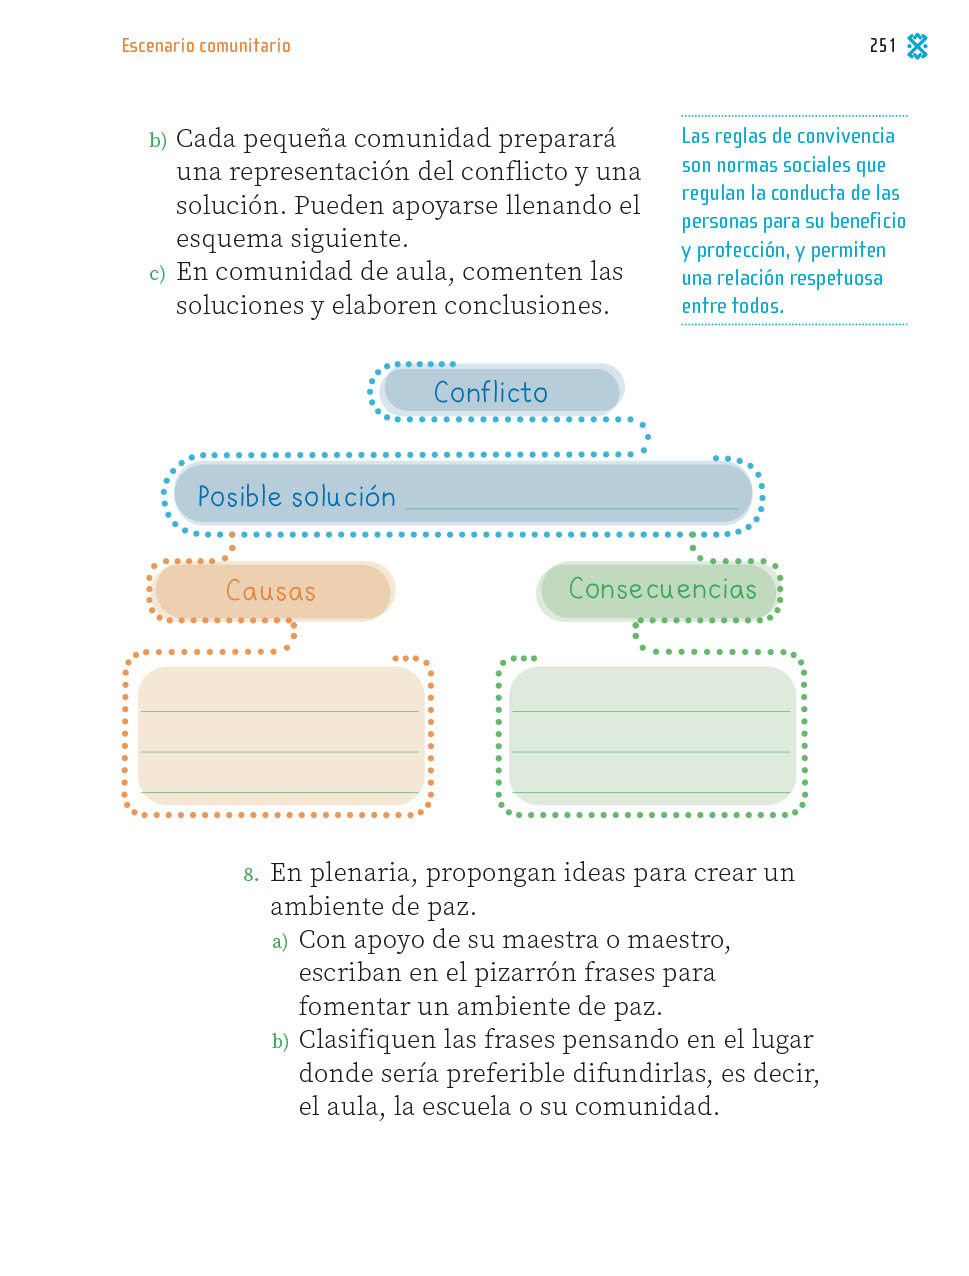 Escenario comunitario
251
b) Cada pequeña comunidad preparará
una representación del conflicto y una
solución. Pueden apoyarse llenando el
esquema siguiente.
c) En comunidad de aula, comenten las
soluciones y elaboren conclusiones.
Las reglas de convivencia
son normas sociales que
regulan la conducta de las
personas para su beneficio
y protección, y permiten
una relación respetuosa
entre todos.
Conflicto
Posible solución
Causas
Consecuencias
8. En plenaria, propongan ideas para crear un
ambiente de paz.
a) Con apoyo de su maestra o maestro,
escriban en el pizarrón frases para
fomentar un ambiente de paz.
b) Clasifiquen las frases pensando en el lugar
donde sería preferible difundirlas, es decir,
el aula, la escuela o su comunidad.